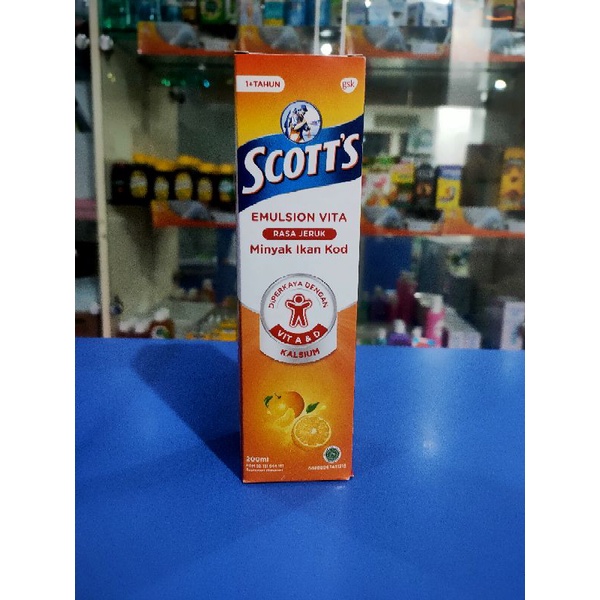 1+ TAHUN
gsk
SCOTT'S
EMULSION VITA
RASA JERUK
Minyak Ikan Kod
DIPERKAYA DENGAN
VIT A & D
KALSIUM
200ml